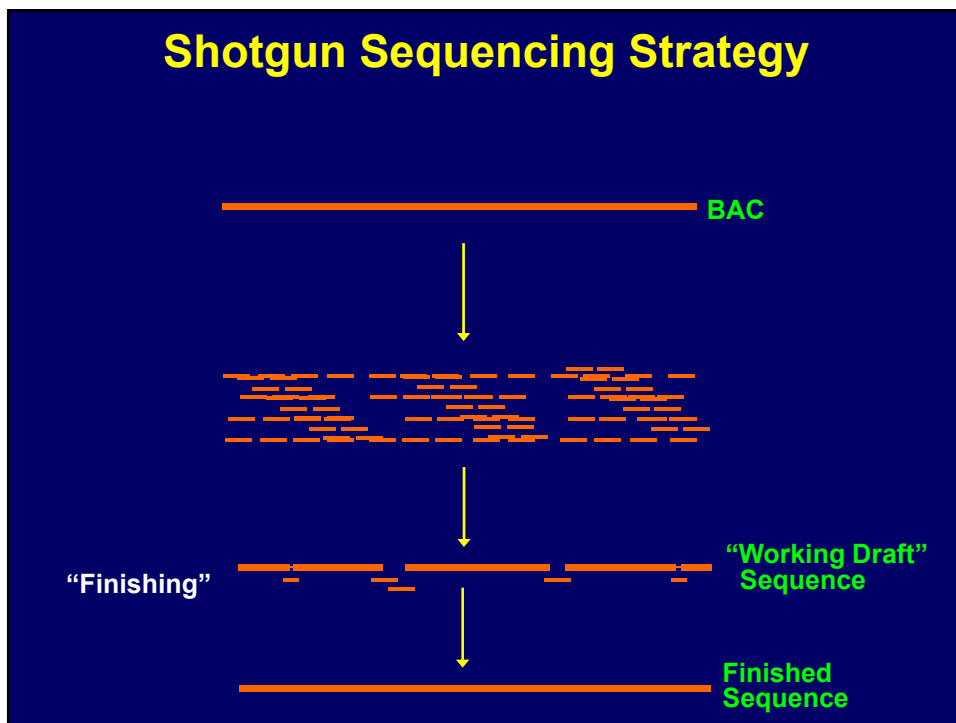 Shotgun Sequencing Strategy
BAC
“Working Draft”
Sequence
“Finishing”
Finished
Sequence